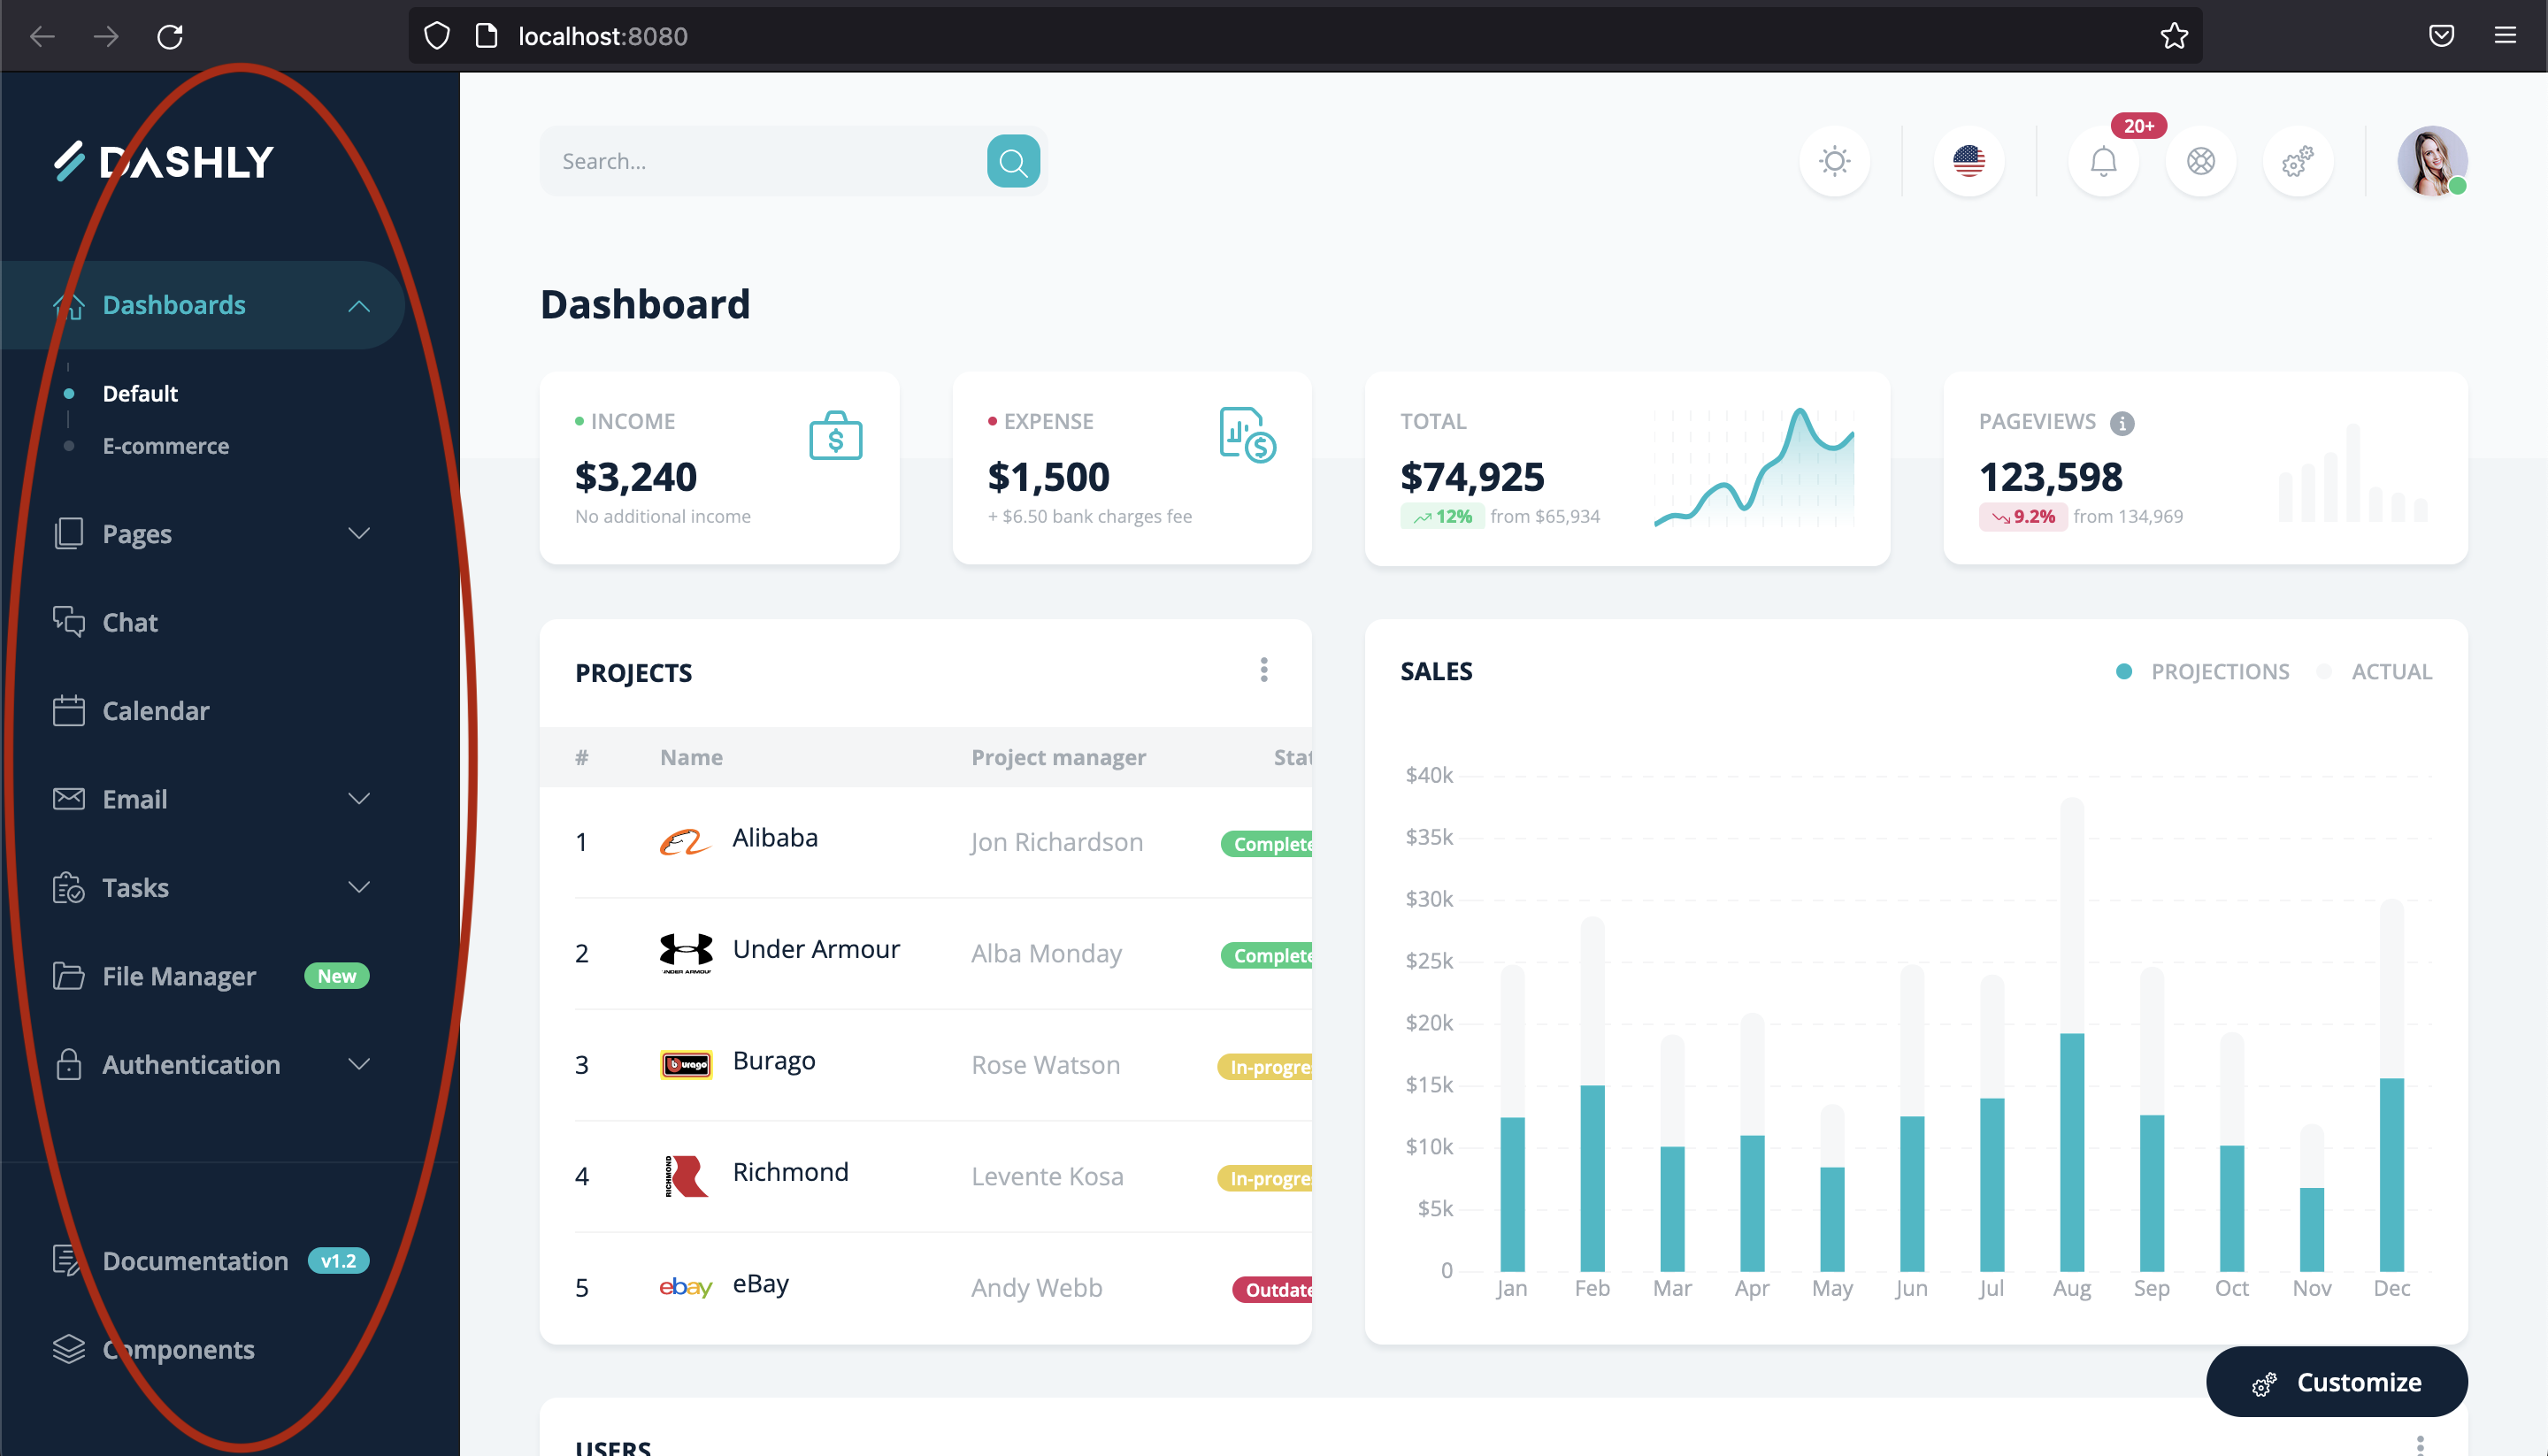 localhost:8080
DASHLY
Dashboards
Default
E-commerce
Pages
Chat
Calendar
Email
Tasks
File Manager New
Authentication
Documentation v1.2
Components
Search...
20+
Dashboard
INCOME
$3,240
No additional income
EXPENSE
$1,500
+ $6.50 bank charges fee
TOTAL
$74,925
12% from $65,934
PAGEVIEWS
123,598
9.2% from 134,969
PROJECTS
# Name Project manager Stat
1 Alibaba Jon Richardson Complete
2 UNDER ARMOUR Under Armour Alba Monday Complete
3 burago Burago Rose Watson In-progre
4 RICHMOND Richmond Levente Kosa In-progre
5 ebay eBay Andy Webb Outdate
SALES
PROJECTIONS ACTUAL
$40k
$35k
$30k
$25k
$20k
$15k
$10k
$5k
0
Jan Feb Mar Apr May Jun Jul Aug Sep Oct Nov Dec
Customize
USERS